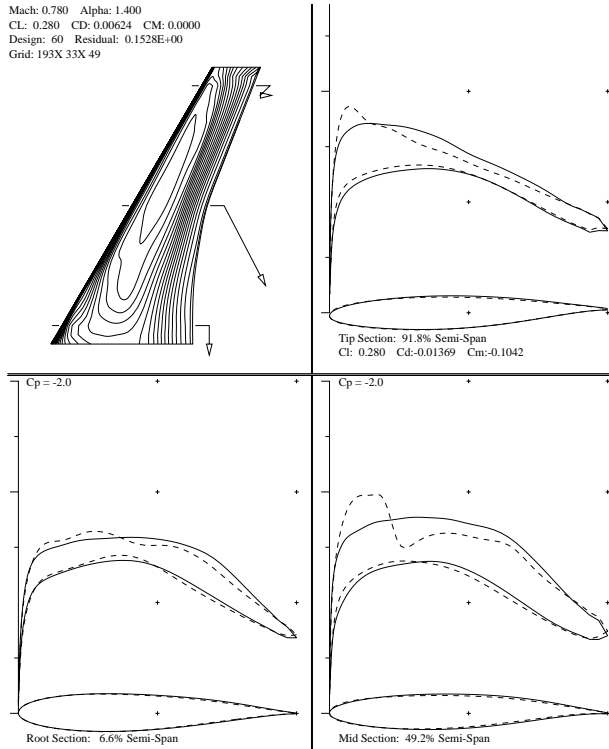 Mach: 0.780 Alpha: 1.400
CL: 0.280 CD: 0.00624 CM: 0.0000
Design: 60 Residual: 0.1528E+00
Grid: 193X 33X 49
Tip Section: 91.8% Semi-Span
Cl: 0.280 Cd:-0.01369 Cm:-0.1042
Cp = -2.0
Root Section: 6.6% Semi-Span
Cp = -2.0
Mid Section: 49.2% Semi-Span